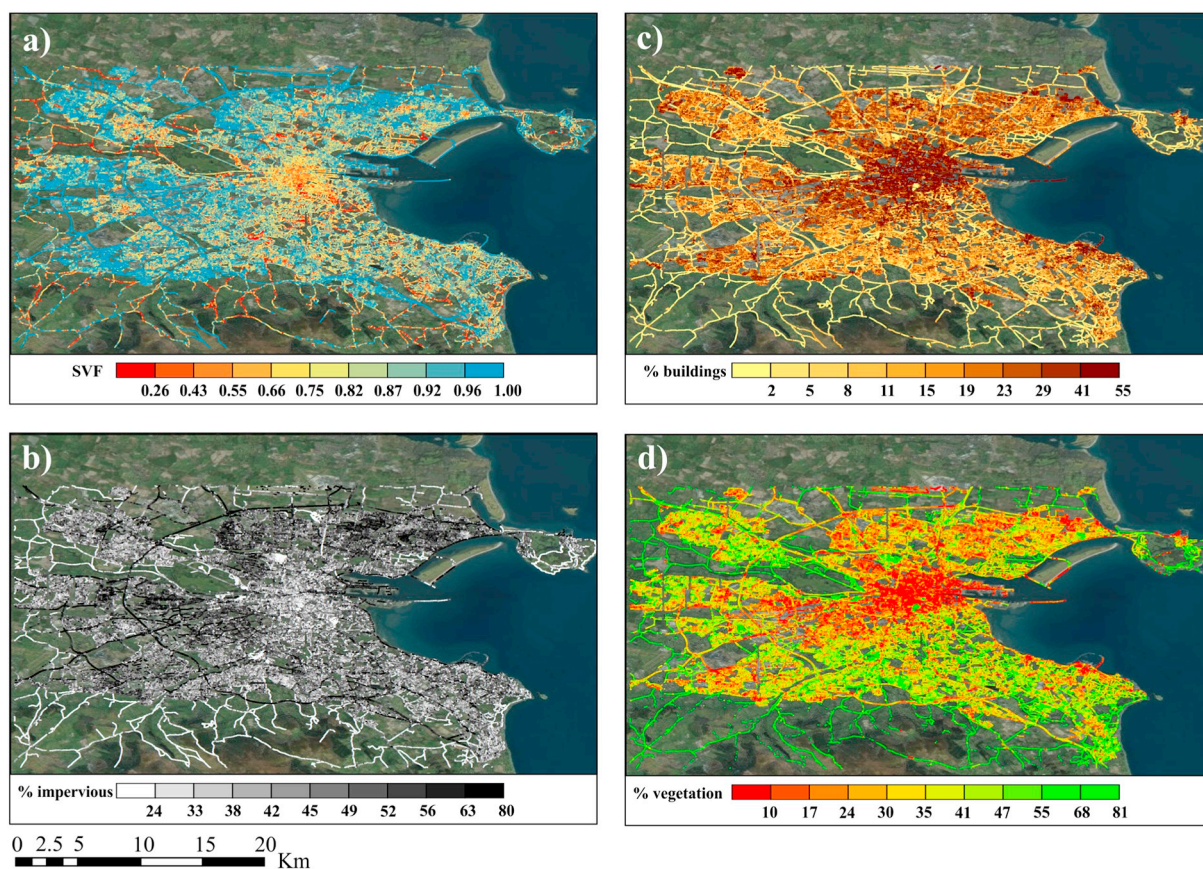 a)
SVF
0.26 0.43 0.55 0.66 0.75 0.82 0.87 0.92 0.96 1.00
c)
% buildings
2 5 8 11 15 19 23 29 41 55
b)
% impervious
24 33 38 42 45 49 52 56 63 80
d)
% vegetation
10 17 24 30 35 41 47 55 68 81
0 2.5 5 10 15 20
Km